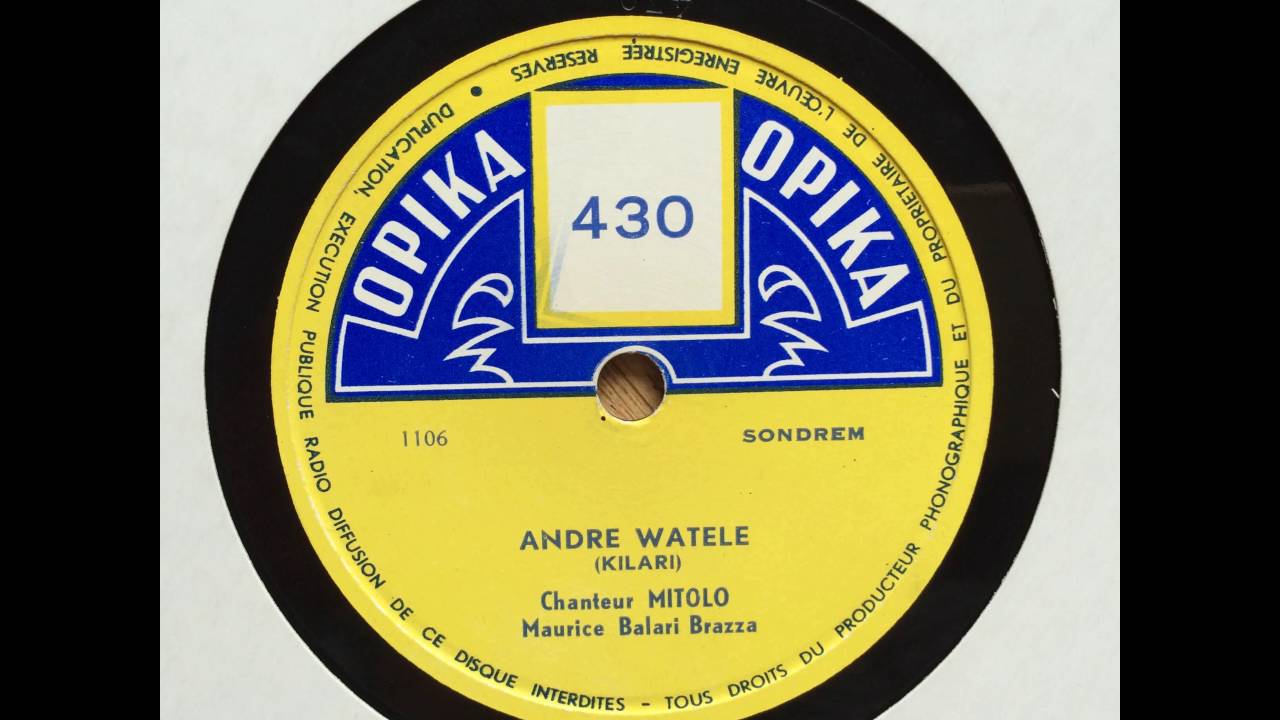 OPIKA
OPIKA
430
1106
SONDREM
ANDRE WATELE
(KILARI)
Chanteur MITOLO
Maurice Balari Brazza
TOUS DROITS DU PRODUCTEUR PHONOGRAPHIQUE ET DU PROPRIETAIRE DE L'ŒUVRE ENREGISTRÉE RESERVES • DUPLICATION, EXECUTION PUBLIQUE RADIO DIFFUSION DE CE DISQUE INTERDITES -